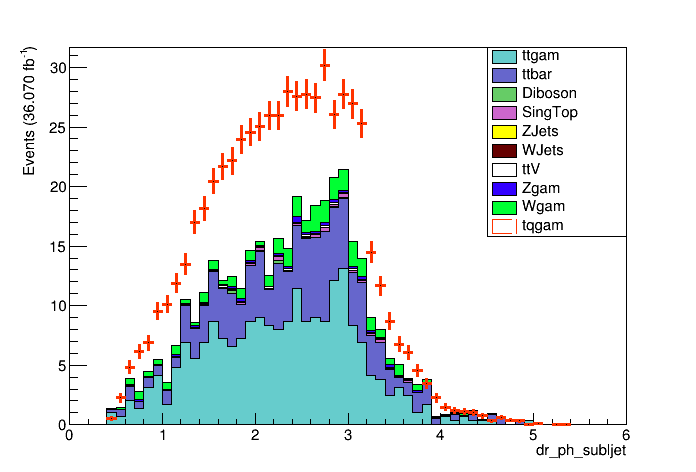 Events (36.070 fb⁻¹)
30
25
20
15
10
5
0
0 1 2 3 4 5 6
dr_ph_subljet
ttgam
ttbar
Diboson
SingTop
ZJets
WJets
ttV
Zgam
Wgam
tqgam